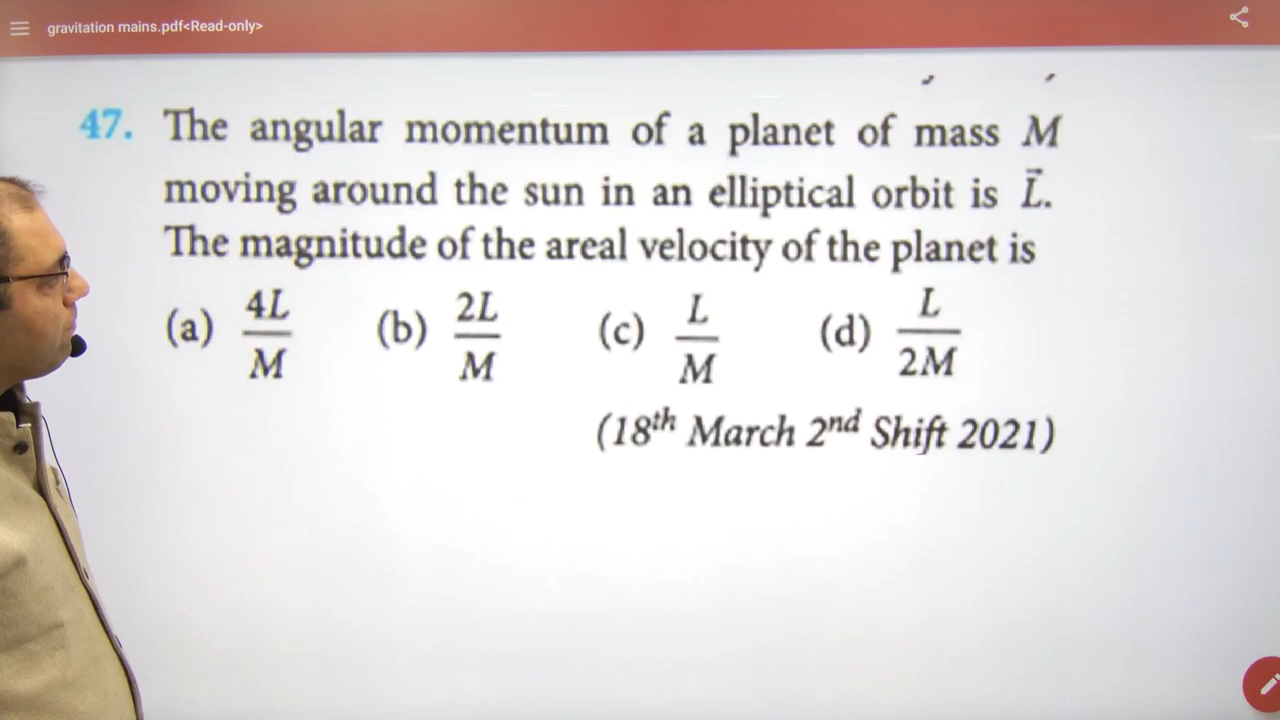 gravitation mains.pdf<Read-only>
47. The angular momentum of a planet of mass M
moving around the sun in an elliptical orbit is L⃗.
The magnitude of the areal velocity of the planet is
(a) 4L/M (b) 2L/M (c) L/M (d) L/2M
(18th March 2nd Shift 2021)